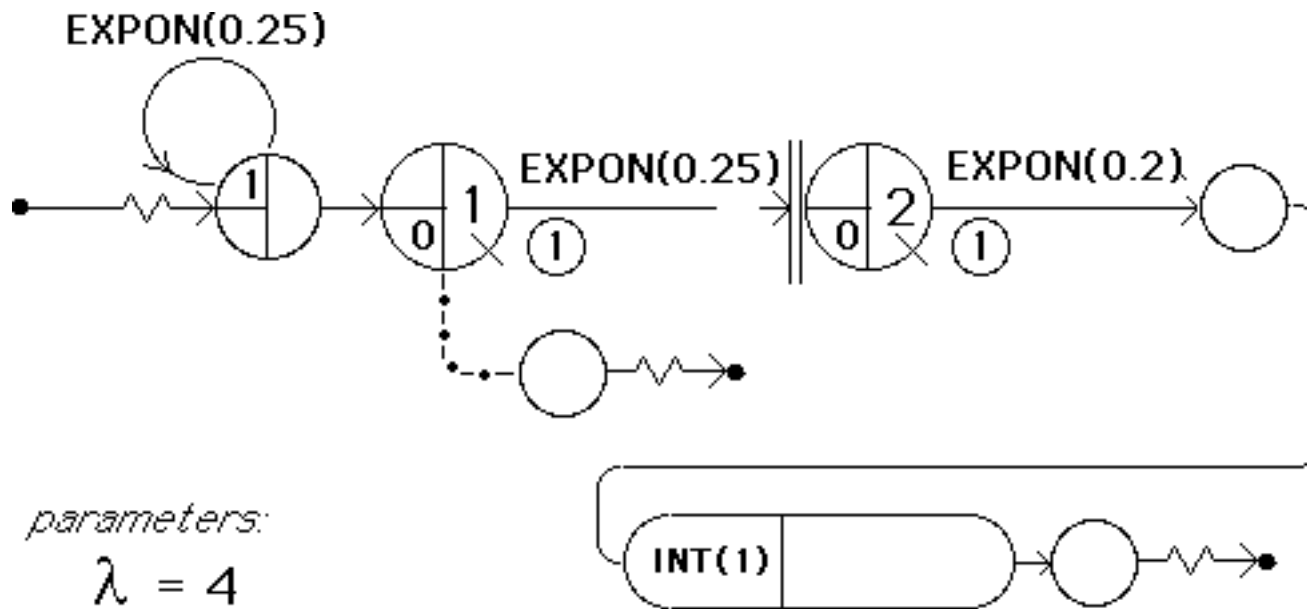 EXPON(0.25)
1
0
1
EXPON(0.25)
1
0
2
EXPON(0.2)
1
parameters:
λ = 4
INT(1)